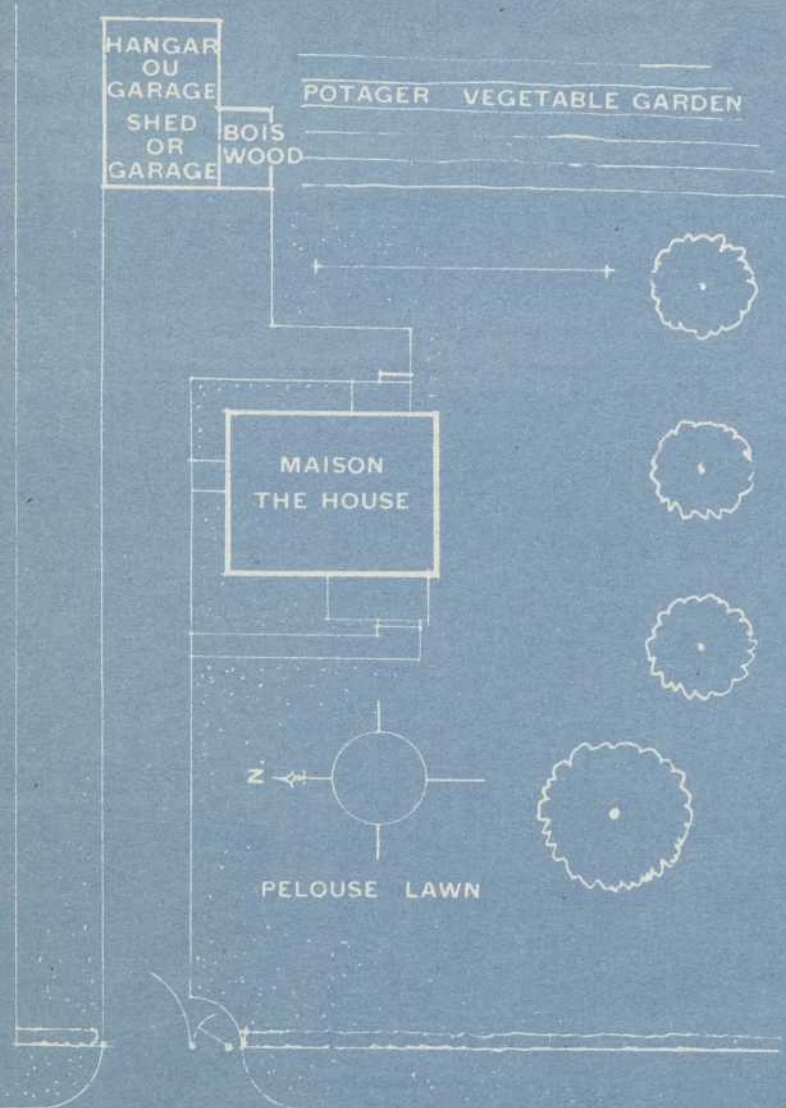 HANGAR
OU
GARAGE
SHED
OR
GARAGE
BOIS
WOOD
POTAGER VEGETABLE GARDEN
MAISON
THE HOUSE
N
PELOUSE LAWN